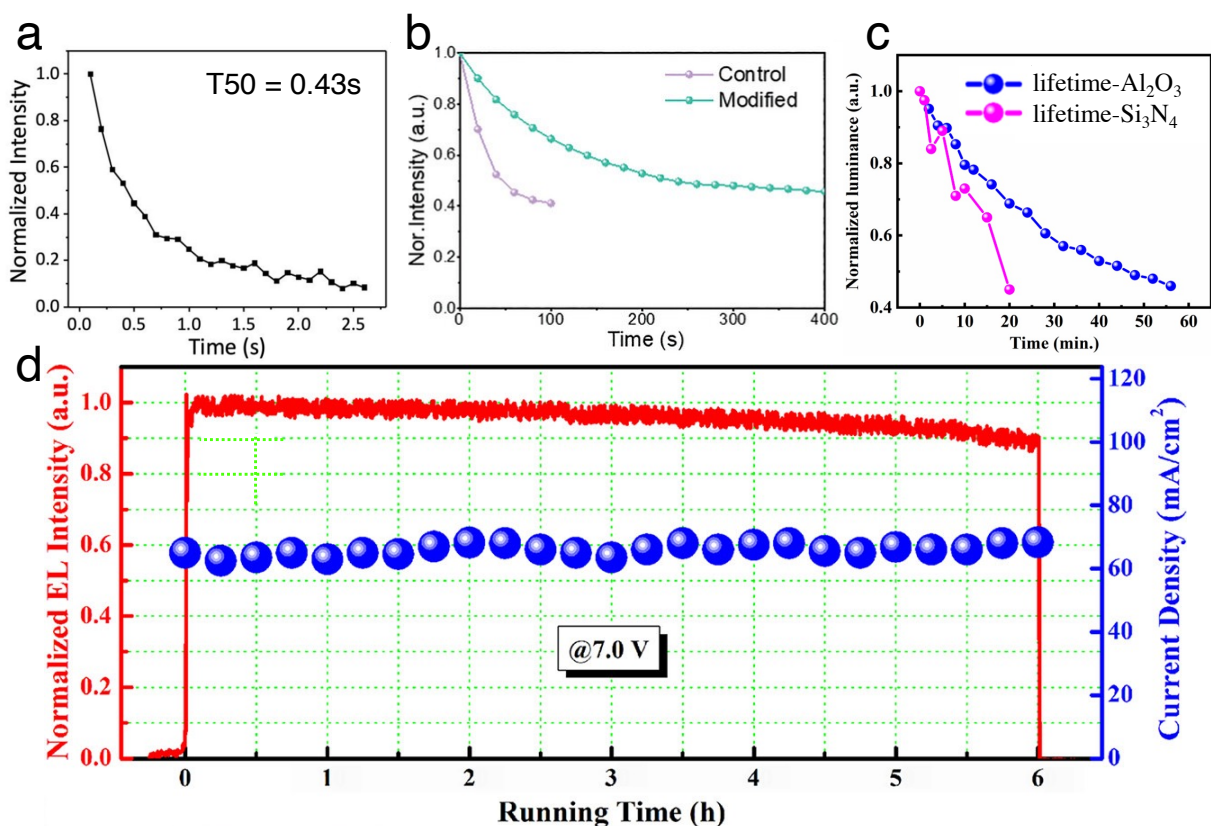 a
Normalized Intensity
1.0
0.8
0.6
0.4
0.2
0.0
T50 = 0.43s
0.0 0.5 1.0 1.5 2.0 2.5
Time (s)
b
Nor.Intensity (a.u.)
1.0
0.8
0.6
0.4
0.2
0.0
Control
Modified
0 100 200 300 400
Time (s)
c
Normalized luminance (a.u.)
1.0
0.8
0.6
0.4
lifetime-Al₂O₃
lifetime-Si₃N₄
0 10 20 30 40 50 60
Time (min.)
d
Normalized EL Intensity (a.u.)
1.0
0.8
0.6
0.4
0.2
0.0
@7.0 V
120
100
80
60
40
20
0
Current Density (mA/cm²)
0 1 2 3 4 5 6
Running Time (h)